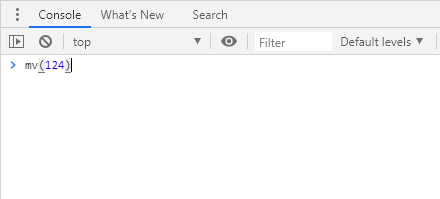 Console What's New Search
top Filter Default levels
mv(124)